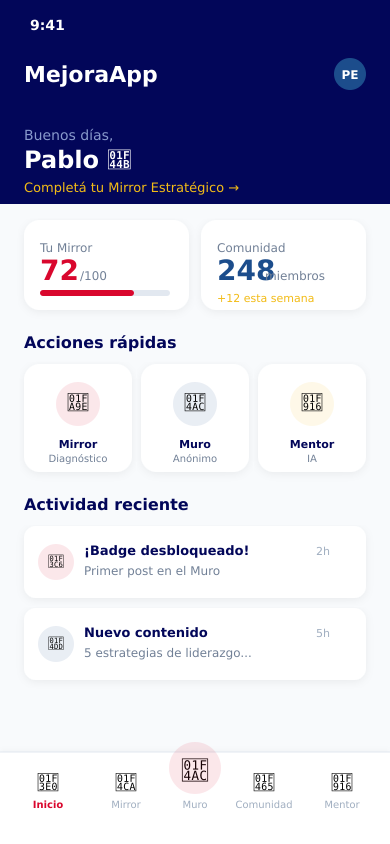 9:41
MejoraApp
PE
Buenos días,
Pablo 👋
Completá tu Mirror Estratégico →
Tu Mirror
72/100
Comunidad
248 miembros
+12 esta semana
Acciones rápidas
Mirror
Diagnóstico
Muro
Anónimo
Mentor
IA
Actividad reciente
¡Badge desbloqueado!
2h
Primer post en el Muro
Nuevo contenido
5h
5 estrategias de liderazgo...
Inicio
Mirror
Muro
Comunidad
Mentor